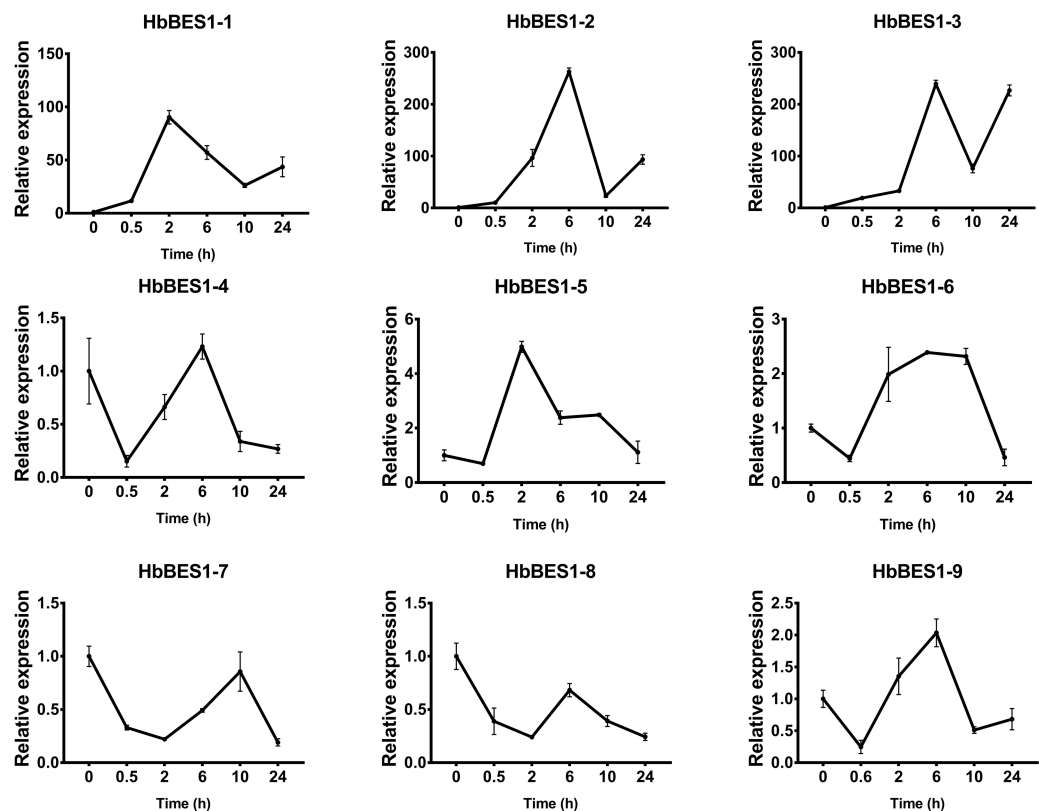 HbBES1-1
Relative expression
150
100
50
0
0 0.5 2 6 10 24
Time (h)
HbBES1-2
Relative expression
300
200
100
0
0 0.5 2 6 10 24
Time (h)
HbBES1-3
Relative expression
300
200
100
0
0 0.5 2 6 10 24
Time (h)
HbBES1-4
Relative expression
1.5
1.0
0.5
0.0
0 0.5 2 6 10 24
Time (h)
HbBES1-5
Relative expression
6
4
2
0
0 0.5 2 6 10 24
Time (h)
HbBES1-6
Relative expression
3
2
1
0
0 0.5 2 6 10 24
Time (h)
HbBES1-7
Relative expression
1.5
1.0
0.5
0.0
0 0.5 2 6 10 24
Time (h)
HbBES1-8
Relative expression
1.5
1.0
0.5
0.0
0 0.5 2 6 10 24
Time (h)
HbBES1-9
Relative expression
2.5
2.0
1.5
1.0
0.5
0.0
0 0.6 2 6 10 24
Time (h)